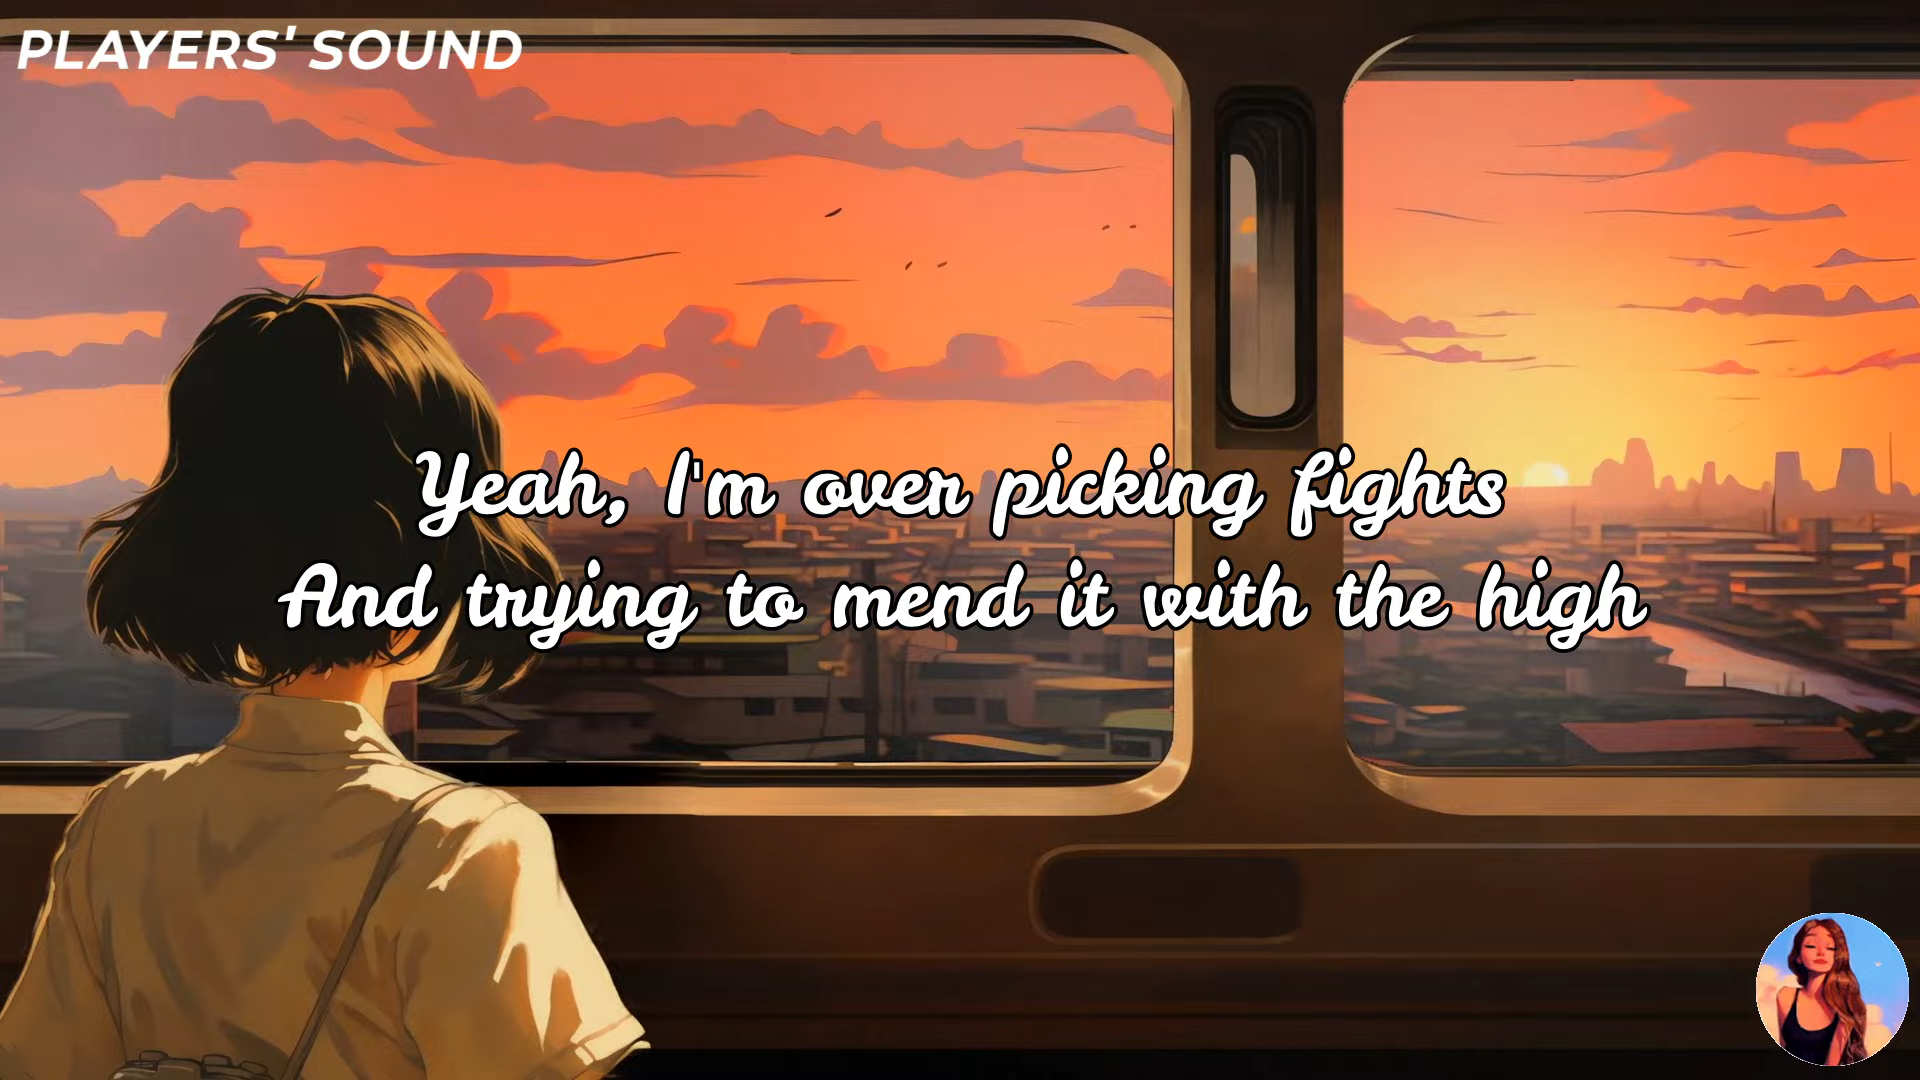 PLAYERS' SOUND
Yeah, I'm over picking fights
And trying to mend it with the high